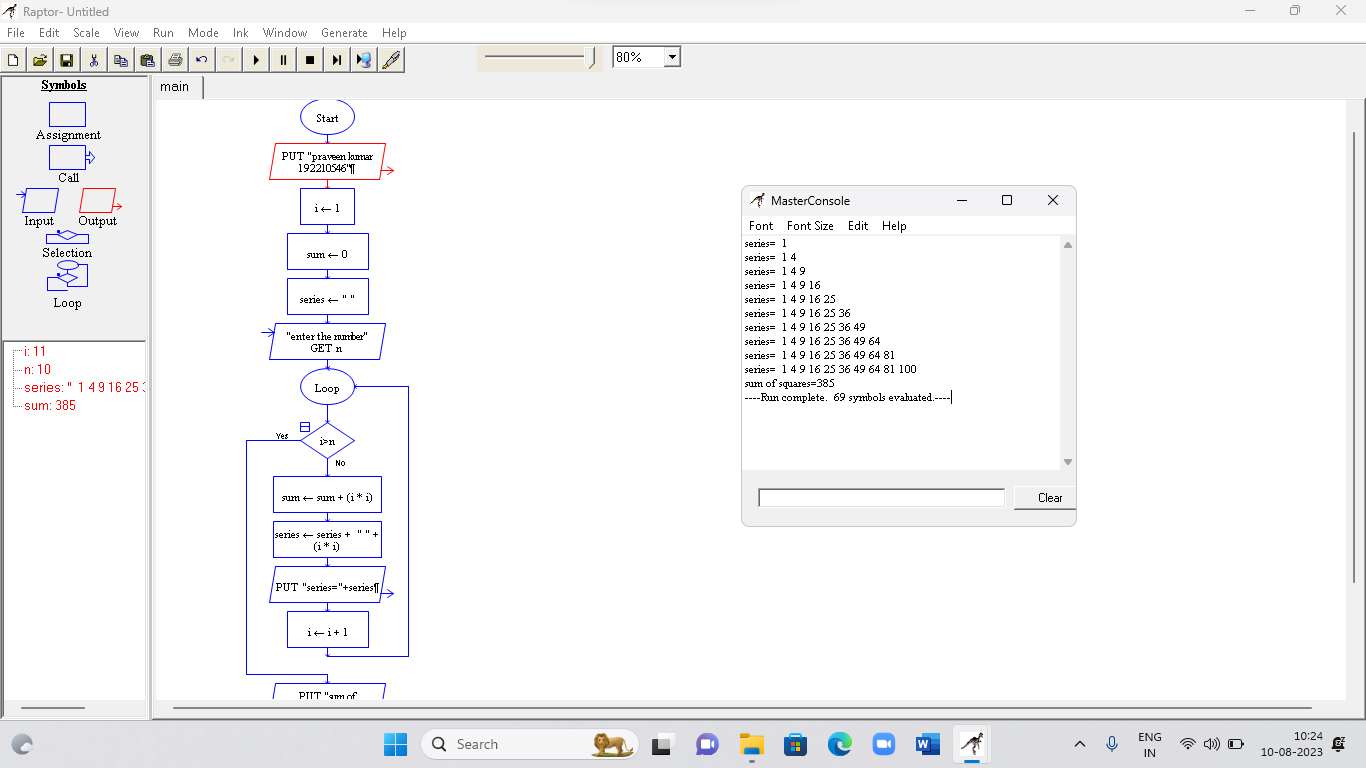 Raptor- Untitled
File Edit Scale View Run Mode Ink Window Generate Help
80%
Symbols
Assignment
Call
Input Output
Selection
Loop
i: 11
n: 10
series: " 1 4 9 16 25 3
sum: 385
main
Start
PUT "praveen kumar
192210546"¶
i ← 1
sum ← 0
series ← " "
"enter the number"
GET n
Loop
Yes
i>n
No
sum ← sum + (i * i)
series ← series + " " +
(i * i)
PUT "series="+series¶
i ← i + 1
PUT "sum of
MasterConsole
Font Font Size Edit Help
series= 1
series= 1 4
series= 1 4 9
series= 1 4 9 16
series= 1 4 9 16 25
series= 1 4 9 16 25 36
series= 1 4 9 16 25 36 49
series= 1 4 9 16 25 36 49 64
series= 1 4 9 16 25 36 49 64 81
series= 1 4 9 16 25 36 49 64 81 100
sum of squares=385
----Run complete. 69 symbols evaluated.----
Clear
Search
ENG
IN
10:24
10-08-2023